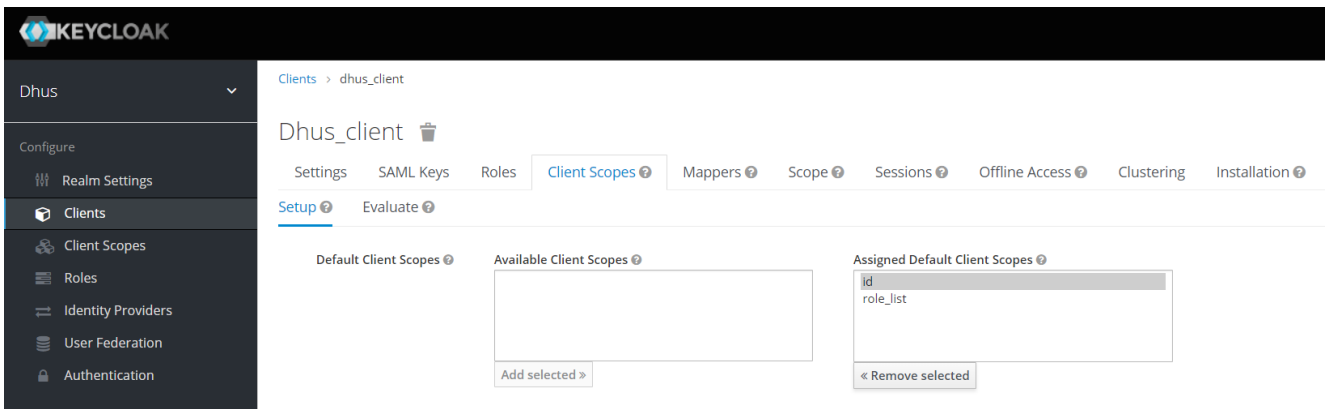 KEYCLOAK
Dhus
Configure
Realm Settings
Clients
Client Scopes
Roles
Identity Providers
User Federation
Authentication
Clients > dhus_client
Dhus_client
Settings SAML Keys Roles Client Scopes Mappers Scope Sessions Offline Access Clustering Installation
Setup Evaluate
Default Client Scopes Available Client Scopes Assigned Default Client Scopes
id
role_list
Add selected » « Remove selected